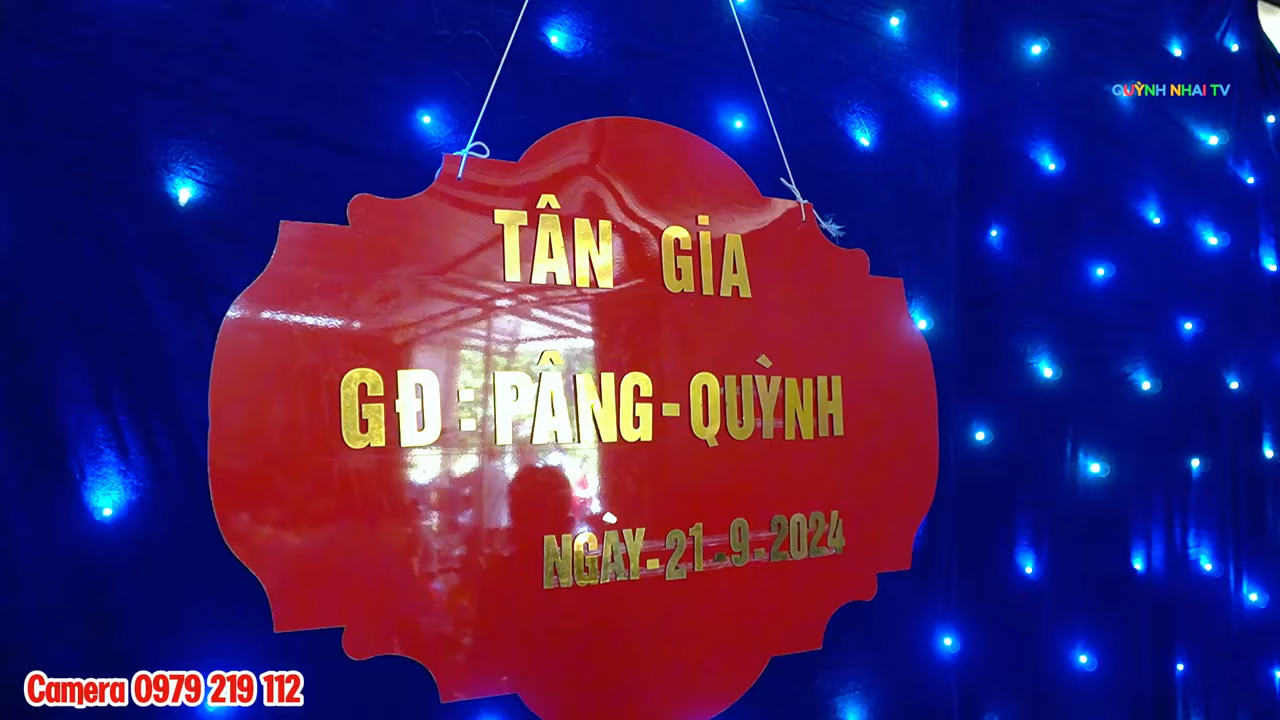 QUỲNH NHAI TV
TÂN GIA
GĐ:PÂNG-QUỲNH
NGÀY-21-9-2024
Camera 0979 219 112